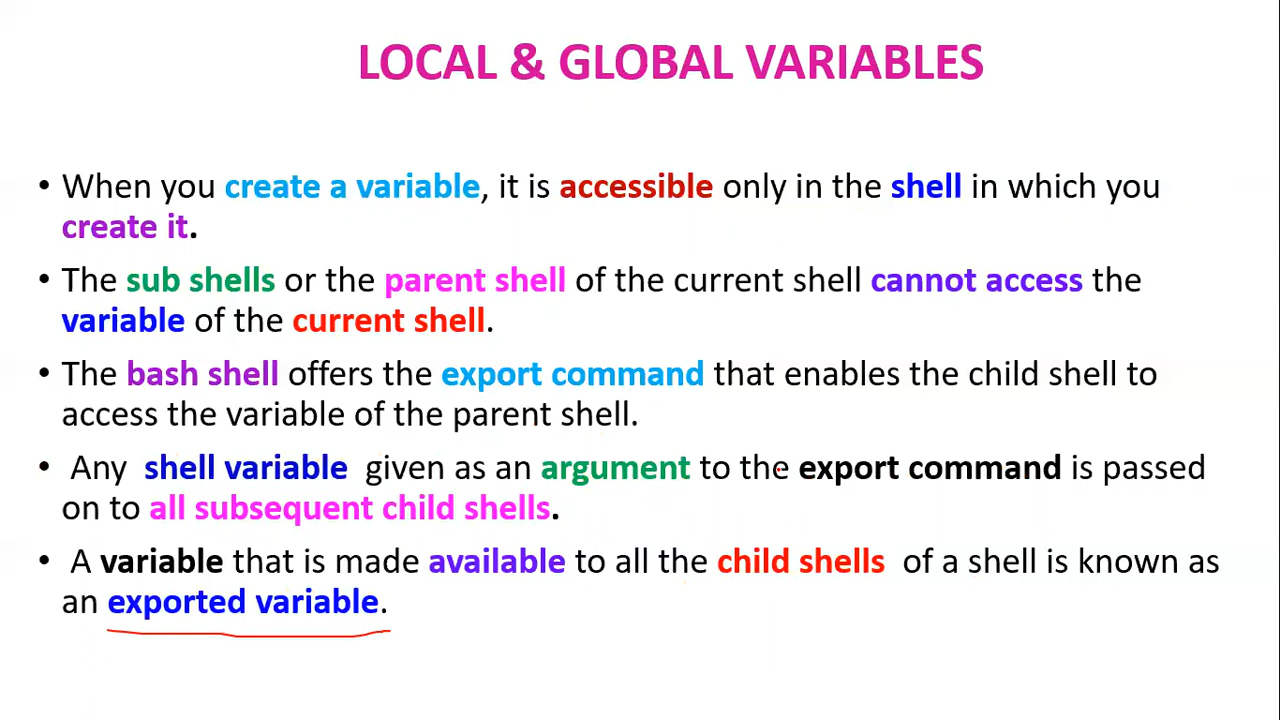 LOCAL & GLOBAL VARIABLES
• When you create a variable, it is accessible only in the shell in which you
create it.
• The sub shells or the parent shell of the current shell cannot access the
variable of the current shell.
• The bash shell offers the export command that enables the child shell to
access the variable of the parent shell.
• Any shell variable given as an argument to the export command is passed
on to all subsequent child shells.
• A variable that is made available to all the child shells of a shell is known as
an exported variable.